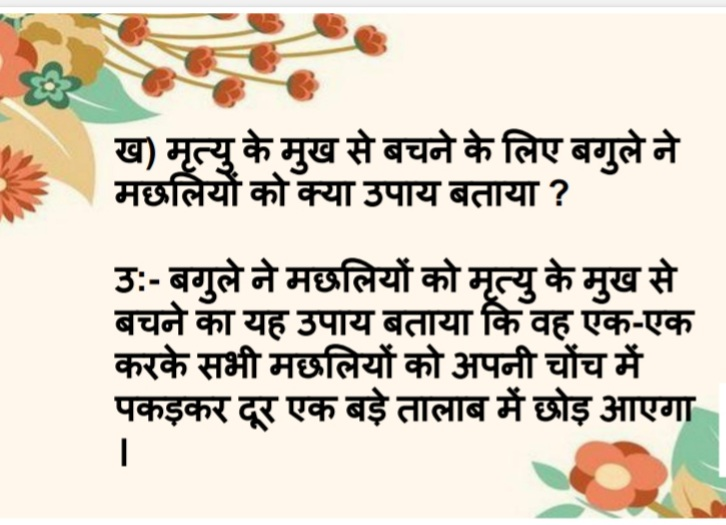 ख) मृत्यु के मुख से बचने के लिए बगुले ने
मछलियों को क्या उपाय बताया ?
उ:- बगुले ने मछलियों को मृत्यु के मुख से
बचने का यह उपाय बताया कि वह एक-एक
करके सभी मछलियों को अपनी चोंच में
पकड़कर दूर एक बड़े तालाब में छोड़ आएगा
।